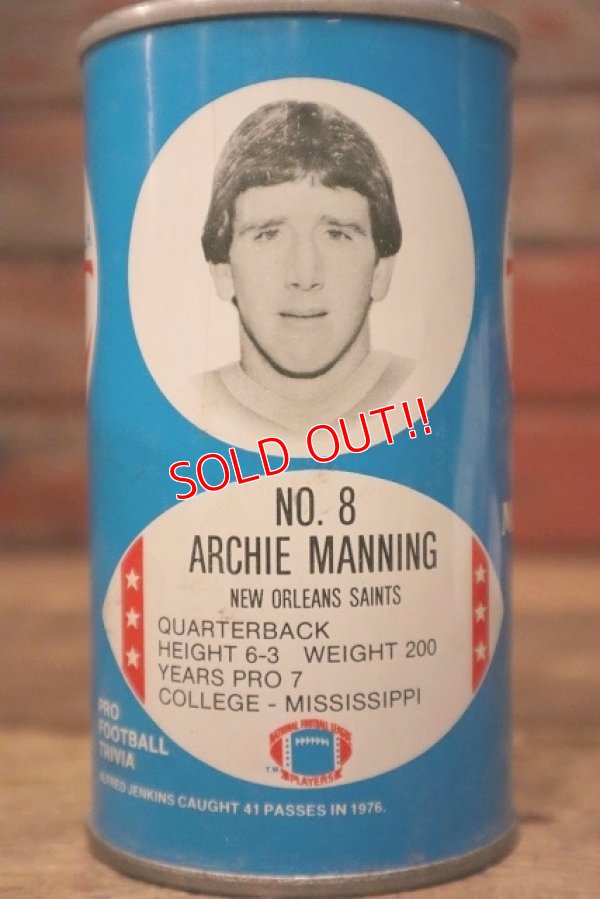 SOLD OUT!!
NO. 8
ARCHIE MANNING
NEW ORLEANS SAINTS
QUARTERBACK
HEIGHT 6-3 WEIGHT 200
YEARS PRO 7
COLLEGE - MISSISSIPPI
NATIONAL FOOTBALL LEAGUE
TM PLAYERS
PRO
FOOTBALL
TRIVIA
ALFRED JENKINS CAUGHT 41 PASSES IN 1976.